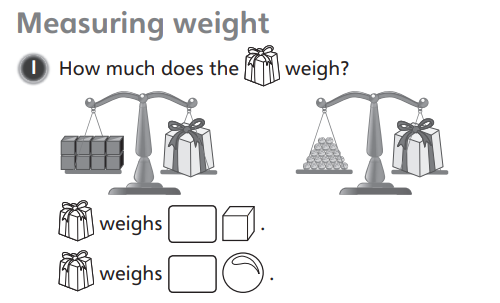 Measuring weight
1 How much does the weigh?
weighs .
weighs .